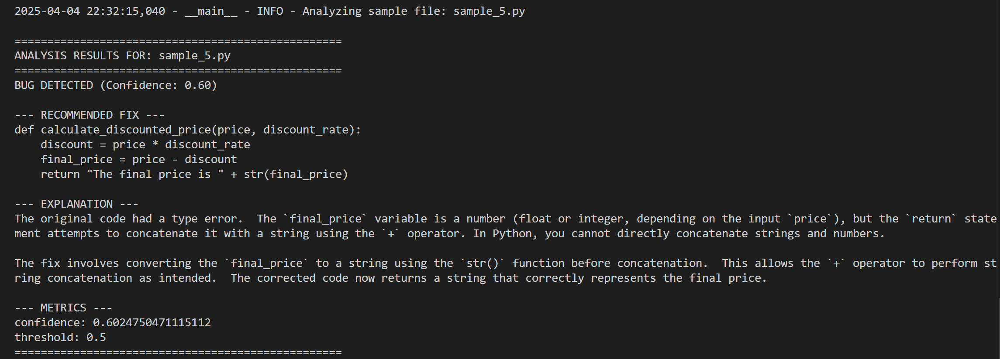 2025-04-04 22:32:15,040 - __main__ - INFO - Analyzing sample file: sample_5.py
==================================================
ANALYSIS RESULTS FOR: sample_5.py
==================================================
BUG DETECTED (Confidence: 0.60)
--- RECOMMENDED FIX ---
def calculate_discounted_price(price, discount_rate):
    discount = price * discount_rate
    final_price = price - discount
    return "The final price is " + str(final_price)
--- EXPLANATION ---
The original code had a type error.  The `final_price` variable is a number (float or integer, depending on the input `price`), but the `return` state
ment attempts to concatenate it with a string using the `+` operator. In Python, you cannot directly concatenate strings and numbers.
The fix involves converting the `final_price` to a string using the `str()` function before concatenation.  This allows the `+` operator to perform st
ring concatenation as intended.  The corrected code now returns a string that correctly represents the final price.
--- METRICS ---
confidence: 0.6024750471115112
threshold: 0.5
==================================================